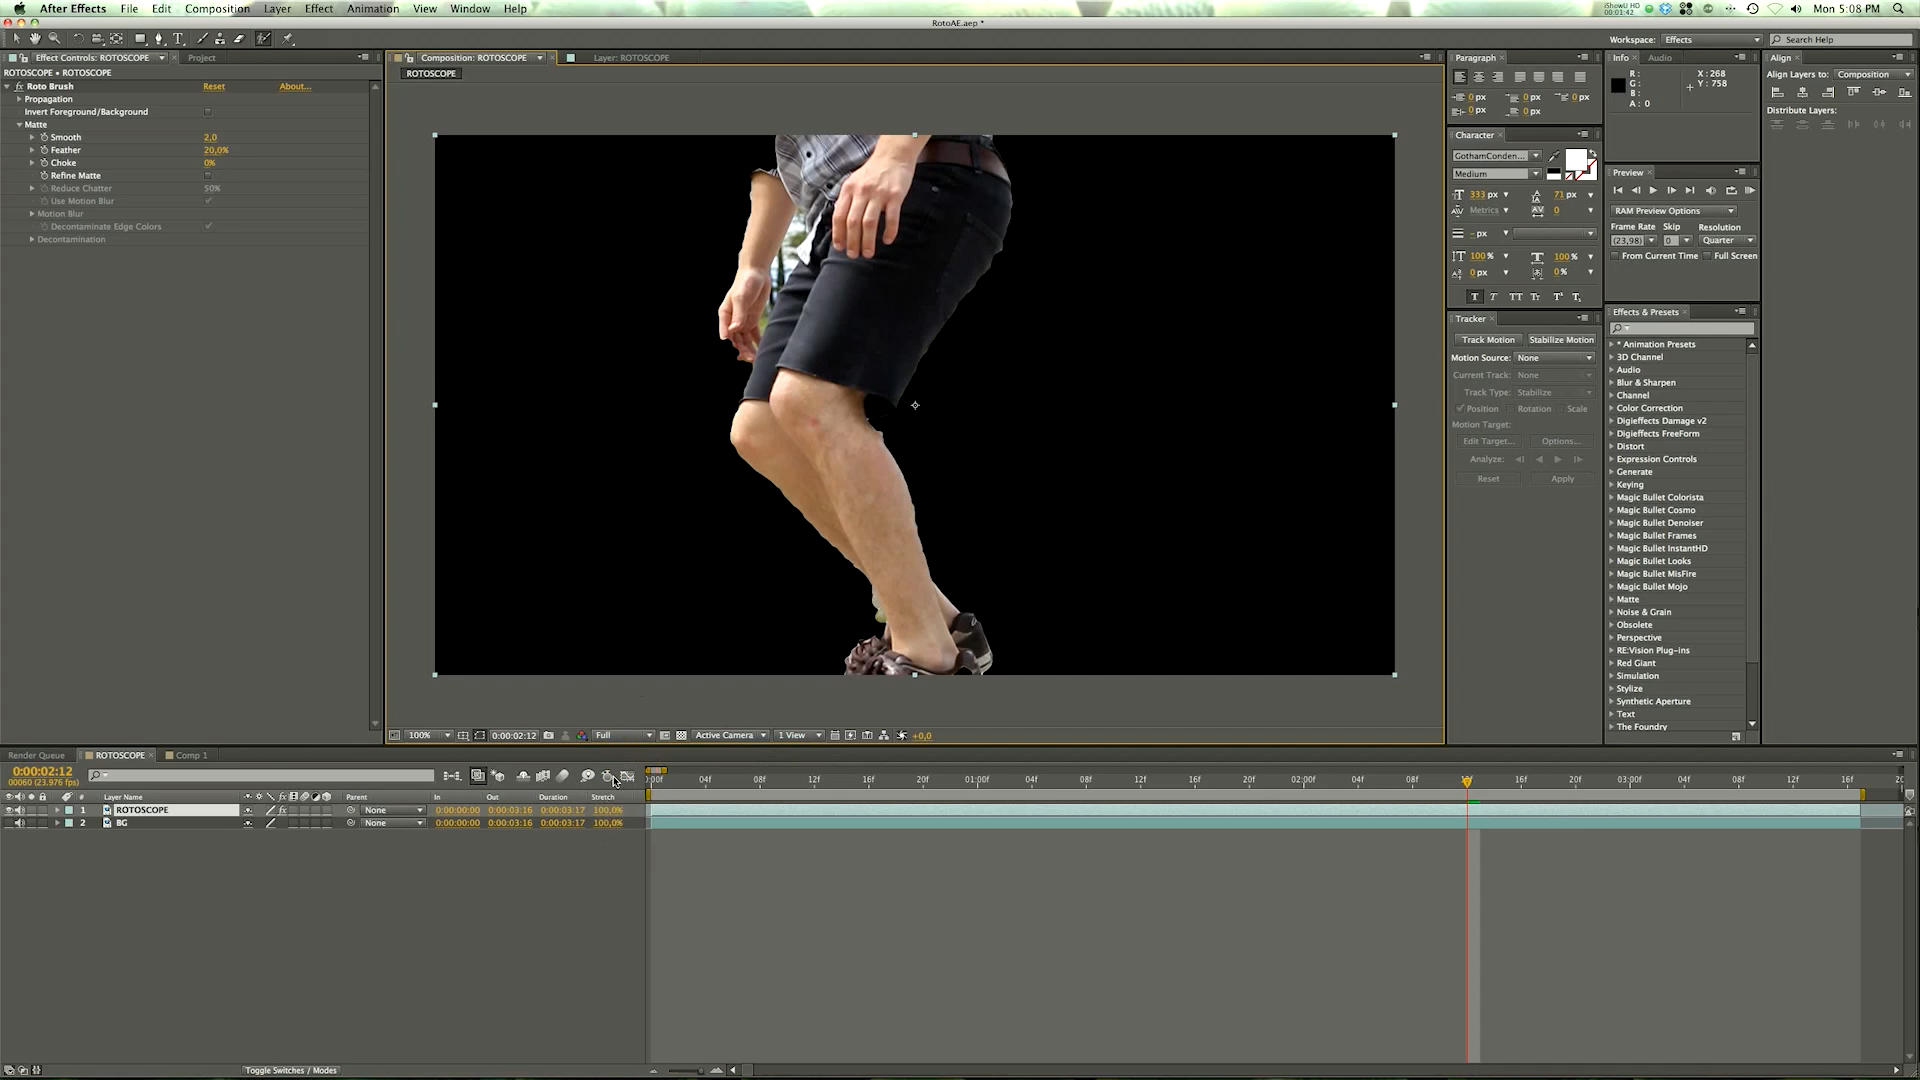 After Effects File Edit Composition Layer Effect Animation View Window Help
iShowU HD
00:01:42
Mon 5:08 PM
RotoAE.aep *
Workspace: Effects
Search Help
Effect Controls: ROTOSCOPE Project
ROTOSCOPE • ROTOSCOPE
Roto Brush Reset About...
Propagation
Invert Foreground/Background
Matte
Smooth 2,0
Feather 20,0%
Choke 0%
Refine Matte
Reduce Chatter 50%
Use Motion Blur
Motion Blur
Decontaminate Edge Colors
Decontamination
Composition: ROTOSCOPE Layer: ROTOSCOPE
ROTOSCOPE
100% 0:00:02:12 Full Active Camera 1 View +0,0
Paragraph
0 px 0 px 0 px
0 px 0 px
Character
GothamConden...
Medium
333 px 71 px
Metrics 0
- px
100 % 100 %
0 px 0 %
T T TT Tr T¹ T₁
Tracker
Track Motion Stabilize Motion
Motion Source: None
Current Track: None
Track Type: Stabilize
Position Rotation Scale
Motion Target:
Edit Target... Options...
Analyze:
Reset Apply
Info Audio
R: X : 268
G: Y : 758
B:
A: 0
Preview
RAM Preview Options
Frame Rate Skip Resolution
(23,98) 0 Quarter
From Current Time Full Screen
Effects & Presets
* Animation Presets
3D Channel
Audio
Blur & Sharpen
Channel
Color Correction
Digieffects Damage v2
Digieffects FreeForm
Distort
Expression Controls
Generate
Keying
Magic Bullet Colorista
Magic Bullet Cosmo
Magic Bullet Denoiser
Magic Bullet Frames
Magic Bullet InstantHD
Magic Bullet Looks
Magic Bullet MisFire
Magic Bullet Mojo
Matte
Noise & Grain
Obsolete
Perspective
RE:Vision Plug-ins
Red Giant
Simulation
Stylize
Synthetic Aperture
Text
The Foundry
Align
Align Layers to: Composition
Distribute Layers:
Render Queue ROTOSCOPE Comp 1
0:00:02:12
00060 (23.976 fps)
):00f 04f 08f 12f 16f 20f 01:00f 04f 08f 12f 16f 20f 02:00f 04f 08f 12f 16f 20f 03:00f 04f 08f 12f 16f 20
# Layer Name Parent In Out Duration Stretch
1 ROTOSCOPE None 0:00:00:00 0:00:03:16 0:00:03:17 100,0%
2 BG None 0:00:00:00 0:00:03:16 0:00:03:17 100,0%
Toggle Switches / Modes